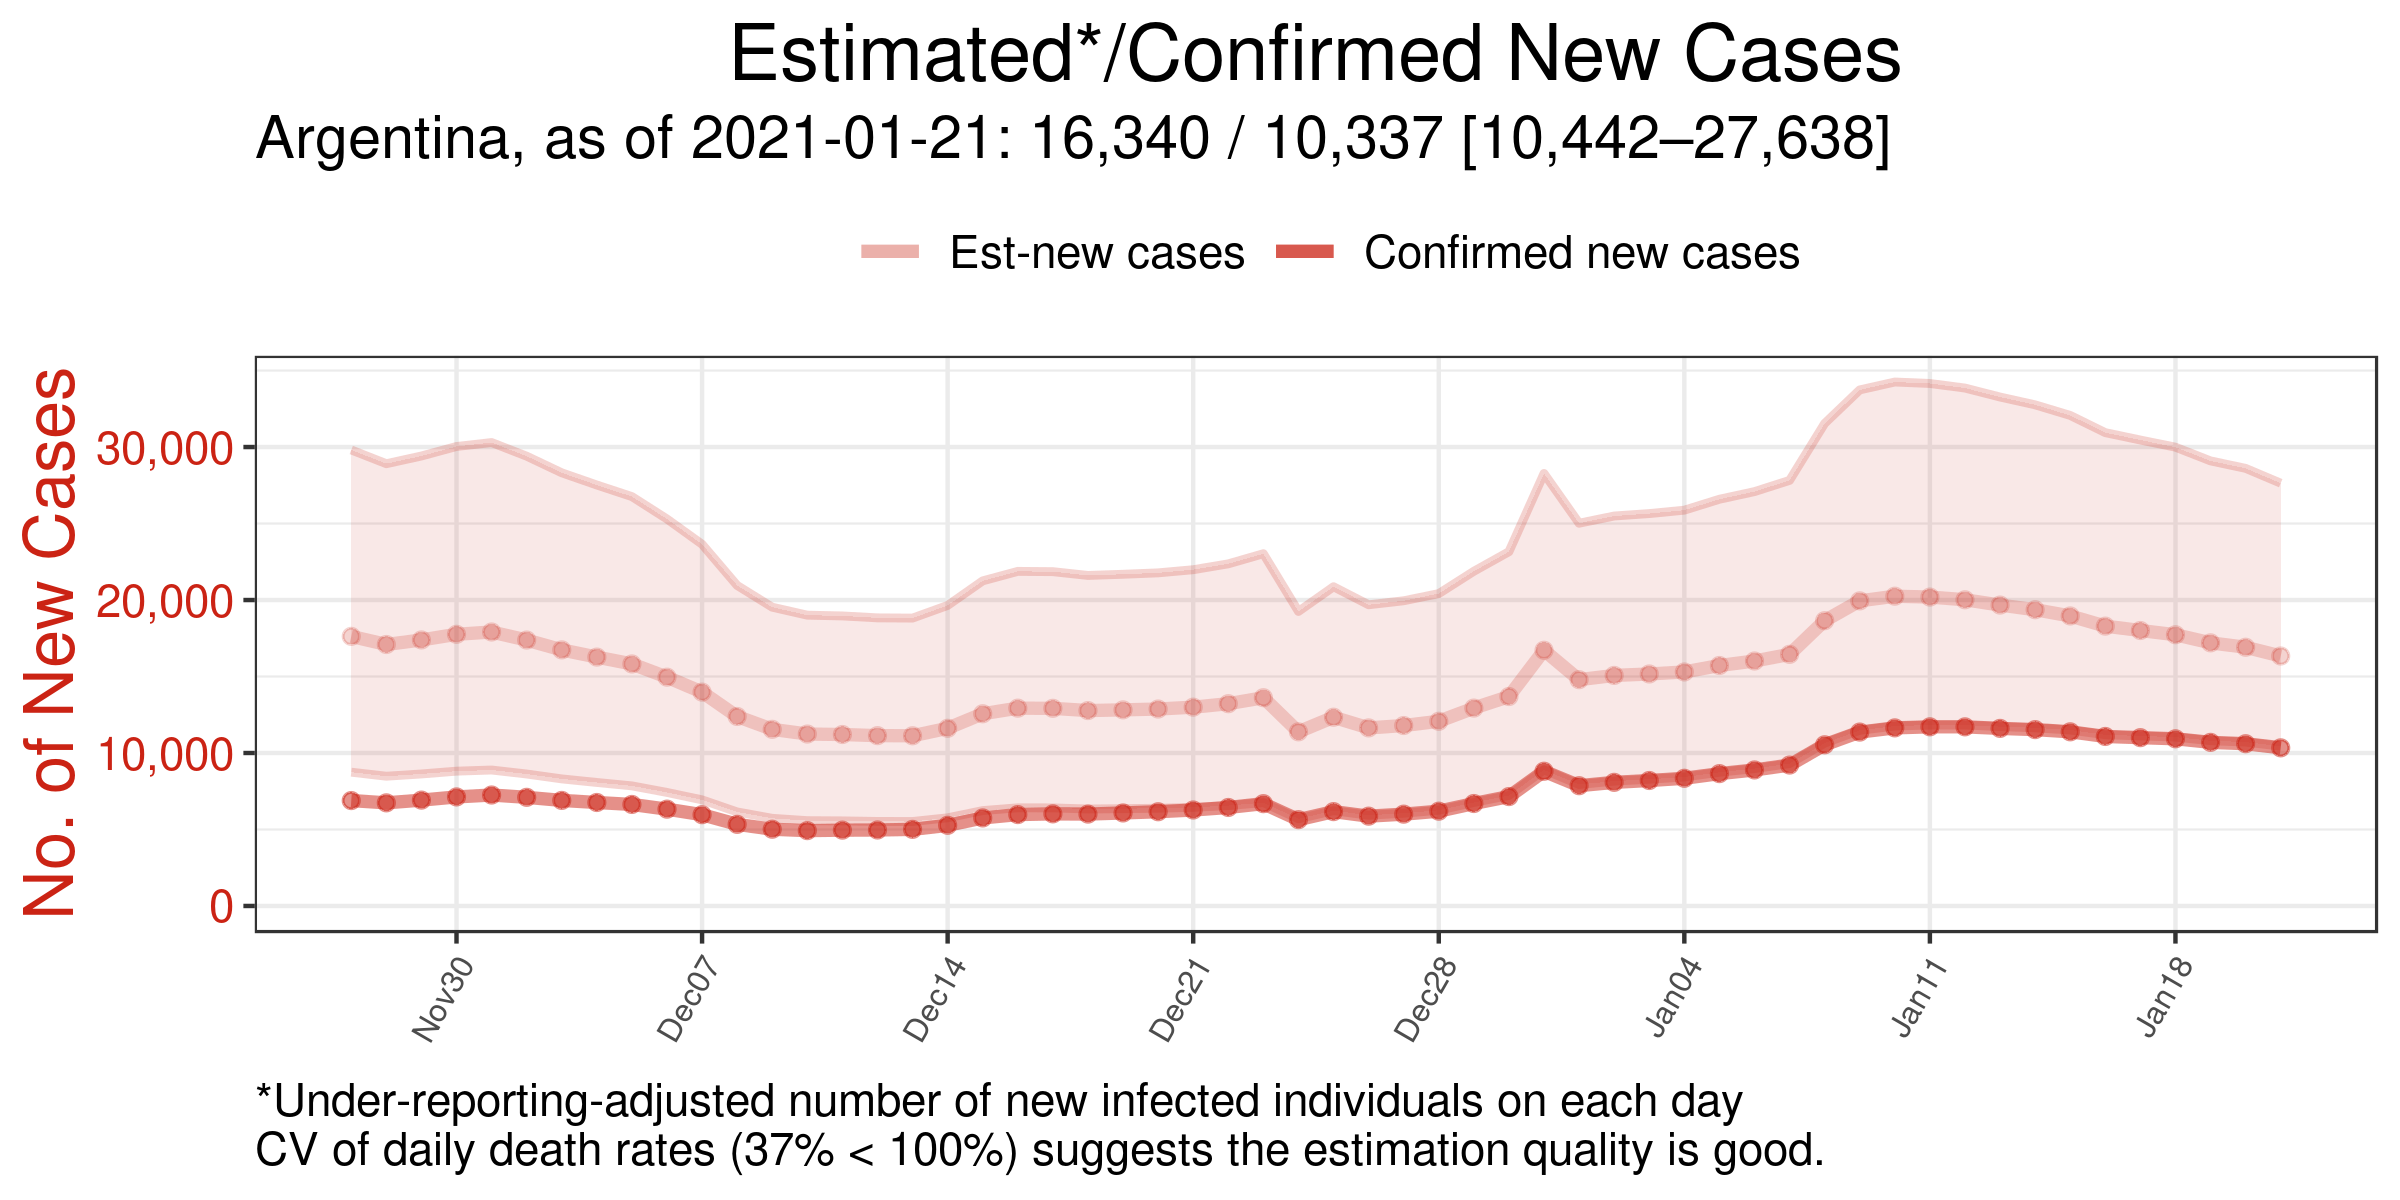 Estimated*/Confirmed New Cases
Argentina, as of 2021-01-21: 16,340 / 10,337 [10,442–27,638]
Est-new cases
Confirmed new cases
No. of New Cases
30,000
20,000
10,000
0
Nov30
Dec07
Dec14
Dec21
Dec28
Jan04
Jan11
Jan18
*Under-reporting-adjusted number of new infected individuals on each day
CV of daily death rates (37% < 100%) suggests the estimation quality is good.